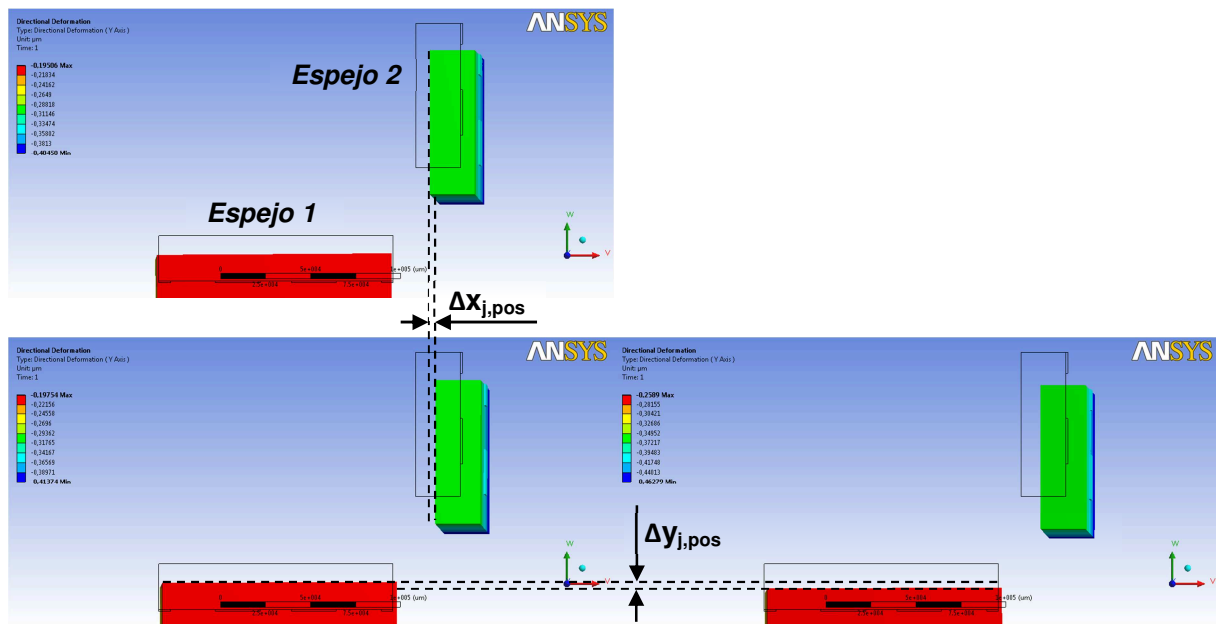 Directional Deformation
Type: Directional Deformation ( Y Axis )
Unit: µm
Time: 1
ANSYS
-0,19506 Max
-0,21834
-0,24162
-0,2649
-0,28818
-0,31146
-0,33474
-0,35802
-0,3813
-0,40458 Min
Espejo 2
Espejo 1
W
V
0
5e+004
1e+005 (um)
2.5e+004
7.5e+004
Δxj,pos
Directional Deformation
Type: Directional Deformation ( Y Axis )
Unit: µm
Time: 1
ANSYS
-0,19754 Max
-0,22156
-0,24558
-0,2696
-0,29362
-0,31765
-0,34167
-0,36569
-0,38971
-0,41374 Min
W
V
0
5e+004
1e+005 (um)
2.5e+004
7.5e+004
Directional Deformation
Type: Directional Deformation ( Y Axis )
Unit: µm
Time: 1
ANSYS
-0,2589 Max
-0,28155
-0,30421
-0,32686
-0,34952
-0,37217
-0,39483
-0,41748
-0,44013
-0,46279 Min
Δyj,pos
W
V
0
5e+004
1e+005 (um)
2.5e+004
7.5e+004